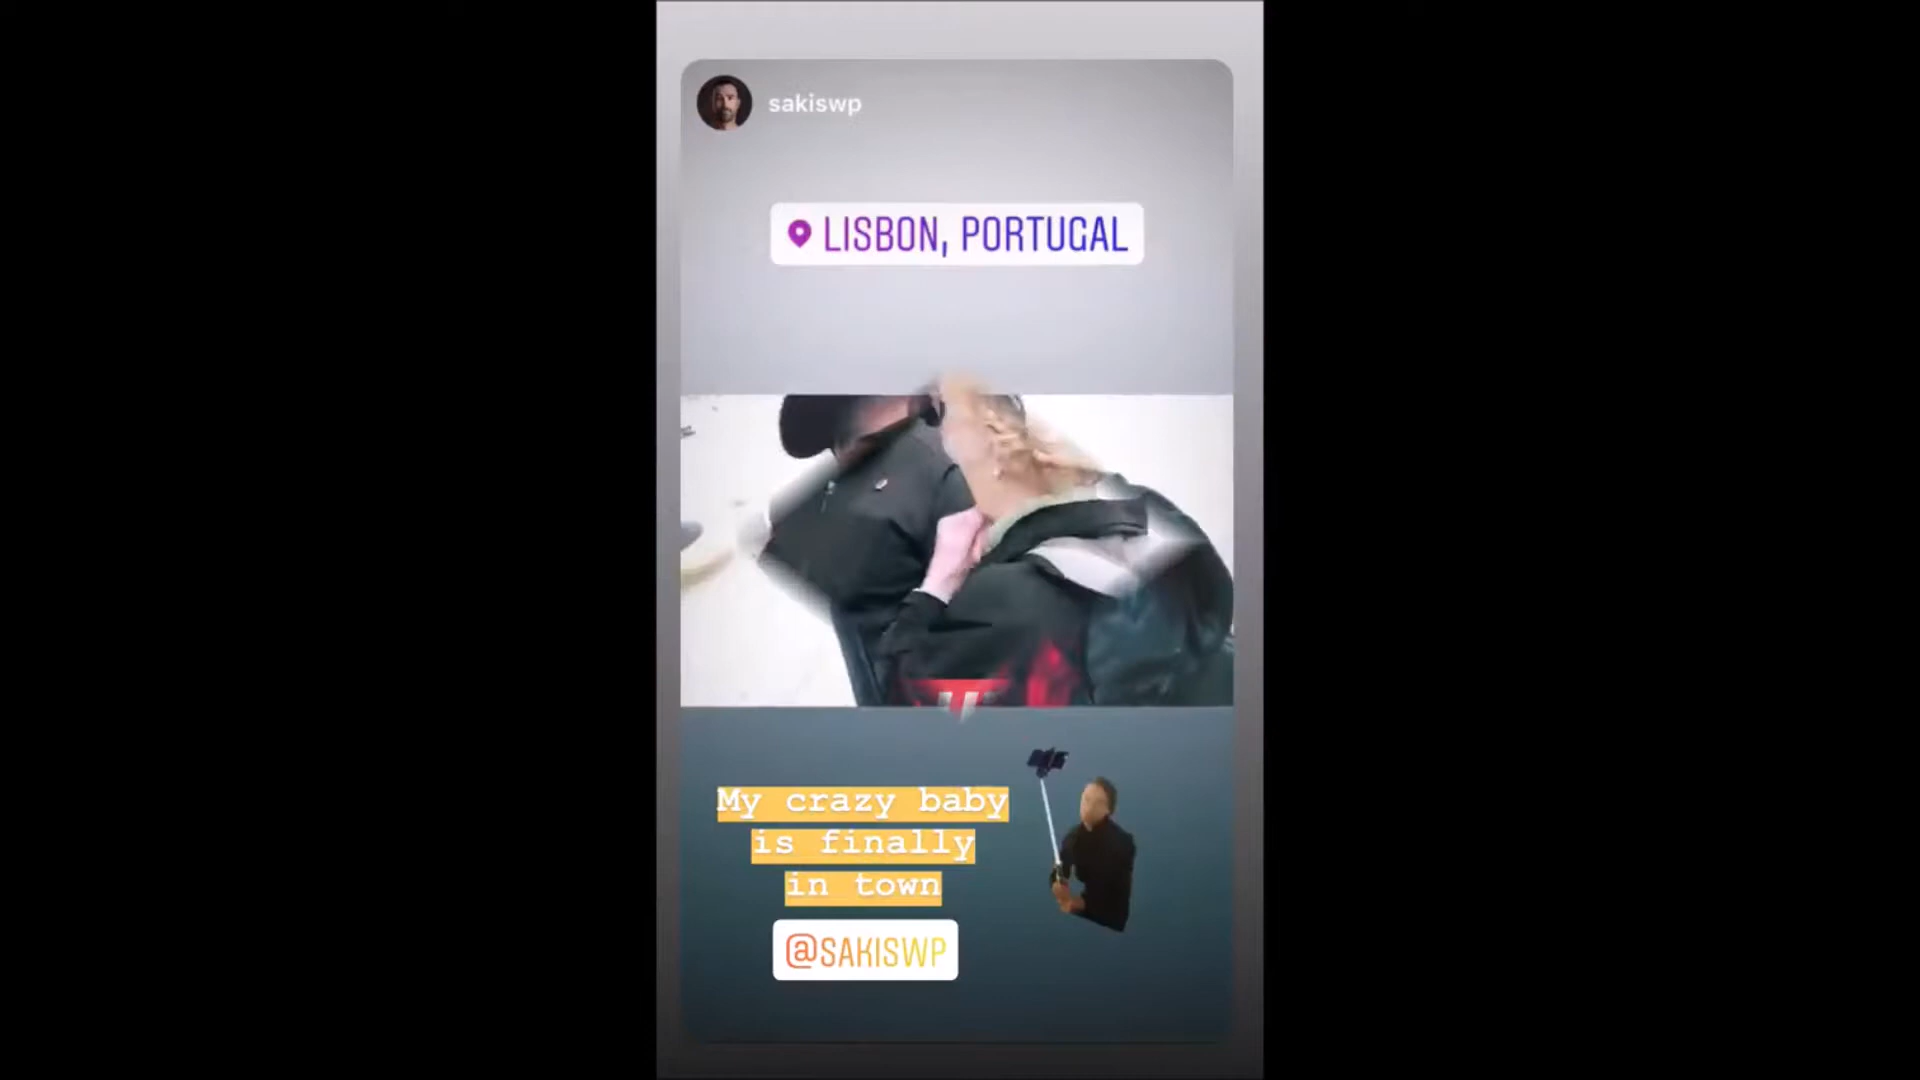 sakiswp
LISBON, PORTUGAL
My crazy baby
is finally
in town
@SAKISWP